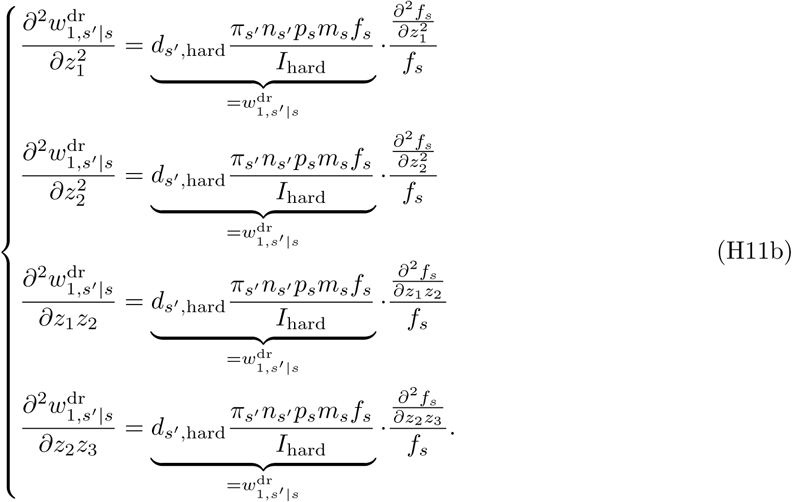 \begin{cases}
\frac{\partial^2 w^{\mathrm{dr}}_{1,s'|s}}{\partial z_1^2} = \underbrace{d_{s',\mathrm{hard}} \frac{\pi_{s'} n_{s'} p_s m_s f_s}{I_{\mathrm{hard}}}}_{=w^{\mathrm{dr}}_{1,s'|s}} \cdot \frac{\frac{\partial^2 f_s}{\partial z_1^2}}{f_s} \\
\frac{\partial^2 w^{\mathrm{dr}}_{1,s'|s}}{\partial z_2^2} = \underbrace{d_{s',\mathrm{hard}} \frac{\pi_{s'} n_{s'} p_s m_s f_s}{I_{\mathrm{hard}}}}_{=w^{\mathrm{dr}}_{1,s'|s}} \cdot \frac{\frac{\partial^2 f_s}{\partial z_2^2}}{f_s} \\
\frac{\partial^2 w^{\mathrm{dr}}_{1,s'|s}}{\partial z_1 z_2} = \underbrace{d_{s',\mathrm{hard}} \frac{\pi_{s'} n_{s'} p_s m_s f_s}{I_{\mathrm{hard}}}}_{=w^{\mathrm{dr}}_{1,s'|s}} \cdot \frac{\frac{\partial^2 f_s}{\partial z_1 z_2}}{f_s} \\
\frac{\partial^2 w^{\mathrm{dr}}_{1,s'|s}}{\partial z_2 z_3} = \underbrace{d_{s',\mathrm{hard}} \frac{\pi_{s'} n_{s'} p_s m_s f_s}{I_{\mathrm{hard}}}}_{=w^{\mathrm{dr}}_{1,s'|s}} \cdot \frac{\frac{\partial^2 f_s}{\partial z_2 z_3}}{f_s}.
\end{cases}
(H11b)